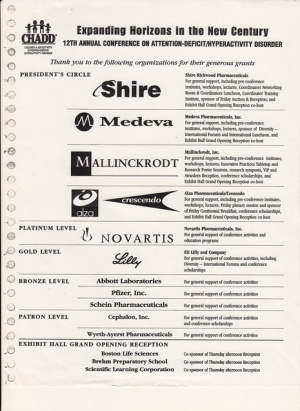 CHADD
Expanding Horizons in the New Century
12TH ANNUAL CONFERENCE ON ATTENTION-DEFICIT/HYPERACTIVITY DISORDER
Thank you to the following organizations for their generous grants
PRESIDENT'S CIRCLE
Shire
Shire Richwood Pharmaceuticals
For general support, including pre-conference
institutes, workshops, lectures, Coordinators Networking
Room & Coordinators Luncheon, Coordinator Training
Institute, sponsor of Friday Auction & Reception, and
Exhibit Hall Grand Opening Reception co-host
Medeva
Medeva Pharmaceuticals, Inc.
For general support, including pre-conference
institutes, workshops, lectures, sponsor of Diversity –
International Forums and International Luncheon, and
Exhibit Hall Grand Opening Reception co-host
MALLINCKRODT
Mallinckrodt, Inc.
For general support, including pre-conference institutes,
workshops, lectures, Innovative Practices Tabletop and
Research Poster Sessions, research symposia, VIP and
Awardees Reception, conference scholarships, and
Exhibit Hall Grand Opening Reception co-host
alza
crescendo
Alza Pharmaceuticals/Crescendo
For general support, including pre-conference institutes,
workshops, lectures, Friday plenary session and sponsor
of Friday Continental Breakfast, conference scholarships,
and Exhibit Hall Grand Opening Reception co-host
PLATINUM LEVEL
NOVARTIS
Novartis Pharmaceuticals, Inc.
For general support of conference activities and
education programs
GOLD LEVEL
Lilly
Eli Lilly and Company
For general support of conference activities, including
Diversity – International Forums and conference
scholarships
BRONZE LEVEL
Abbott Laboratories
For general support of conference activities
Pfizer, Inc.
For general support of conference activities
Schein Pharmaceuticals
For general support of conference activities
PATRON LEVEL
Cephalon, Inc.
For general support of conference activities
and conference scholarships
Wyeth-Ayerst Pharmaceuticals
For general support of conference activities
EXHIBIT HALL GRAND OPENING RECEPTION
Boston Life Sciences
Co-sponsor of Thursday afternoon Reception
Brehm Preparatory School
Co-sponsor of Thursday afternoon Reception
Scientific Learning Corporation
Co-sponsor of Thursday afternoon Reception